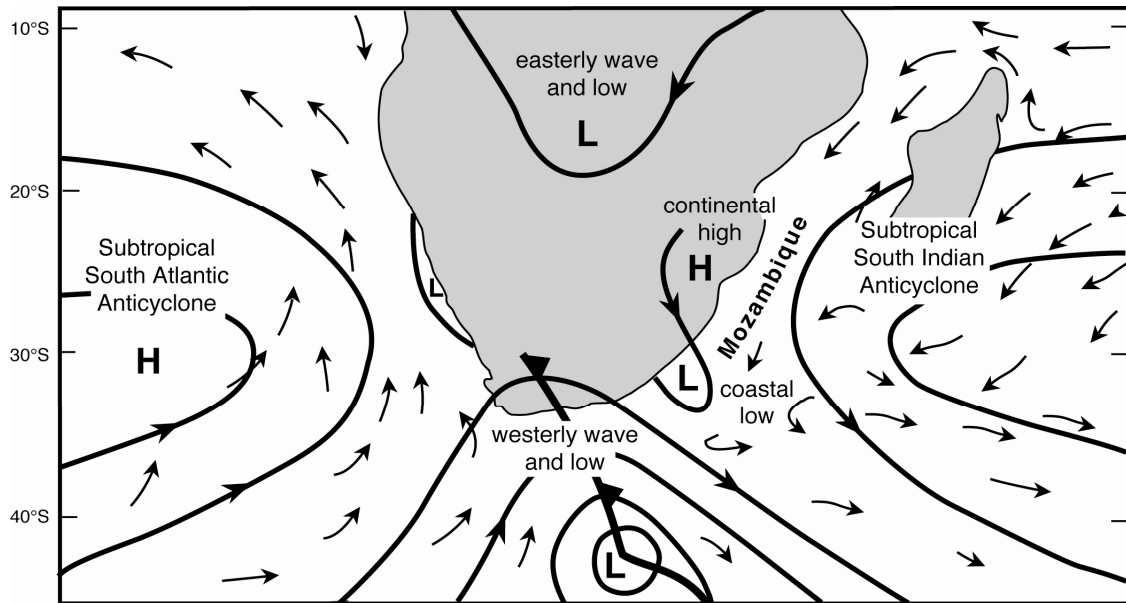 10°S
20°S
30°S
40°S
easterly wave
and low
L
continental
high
H
Mozambique
Subtropical
South Atlantic
Anticyclone
H
L
Subtropical
South Indian
Anticyclone
L
coastal
low
westerly wave
and low
L